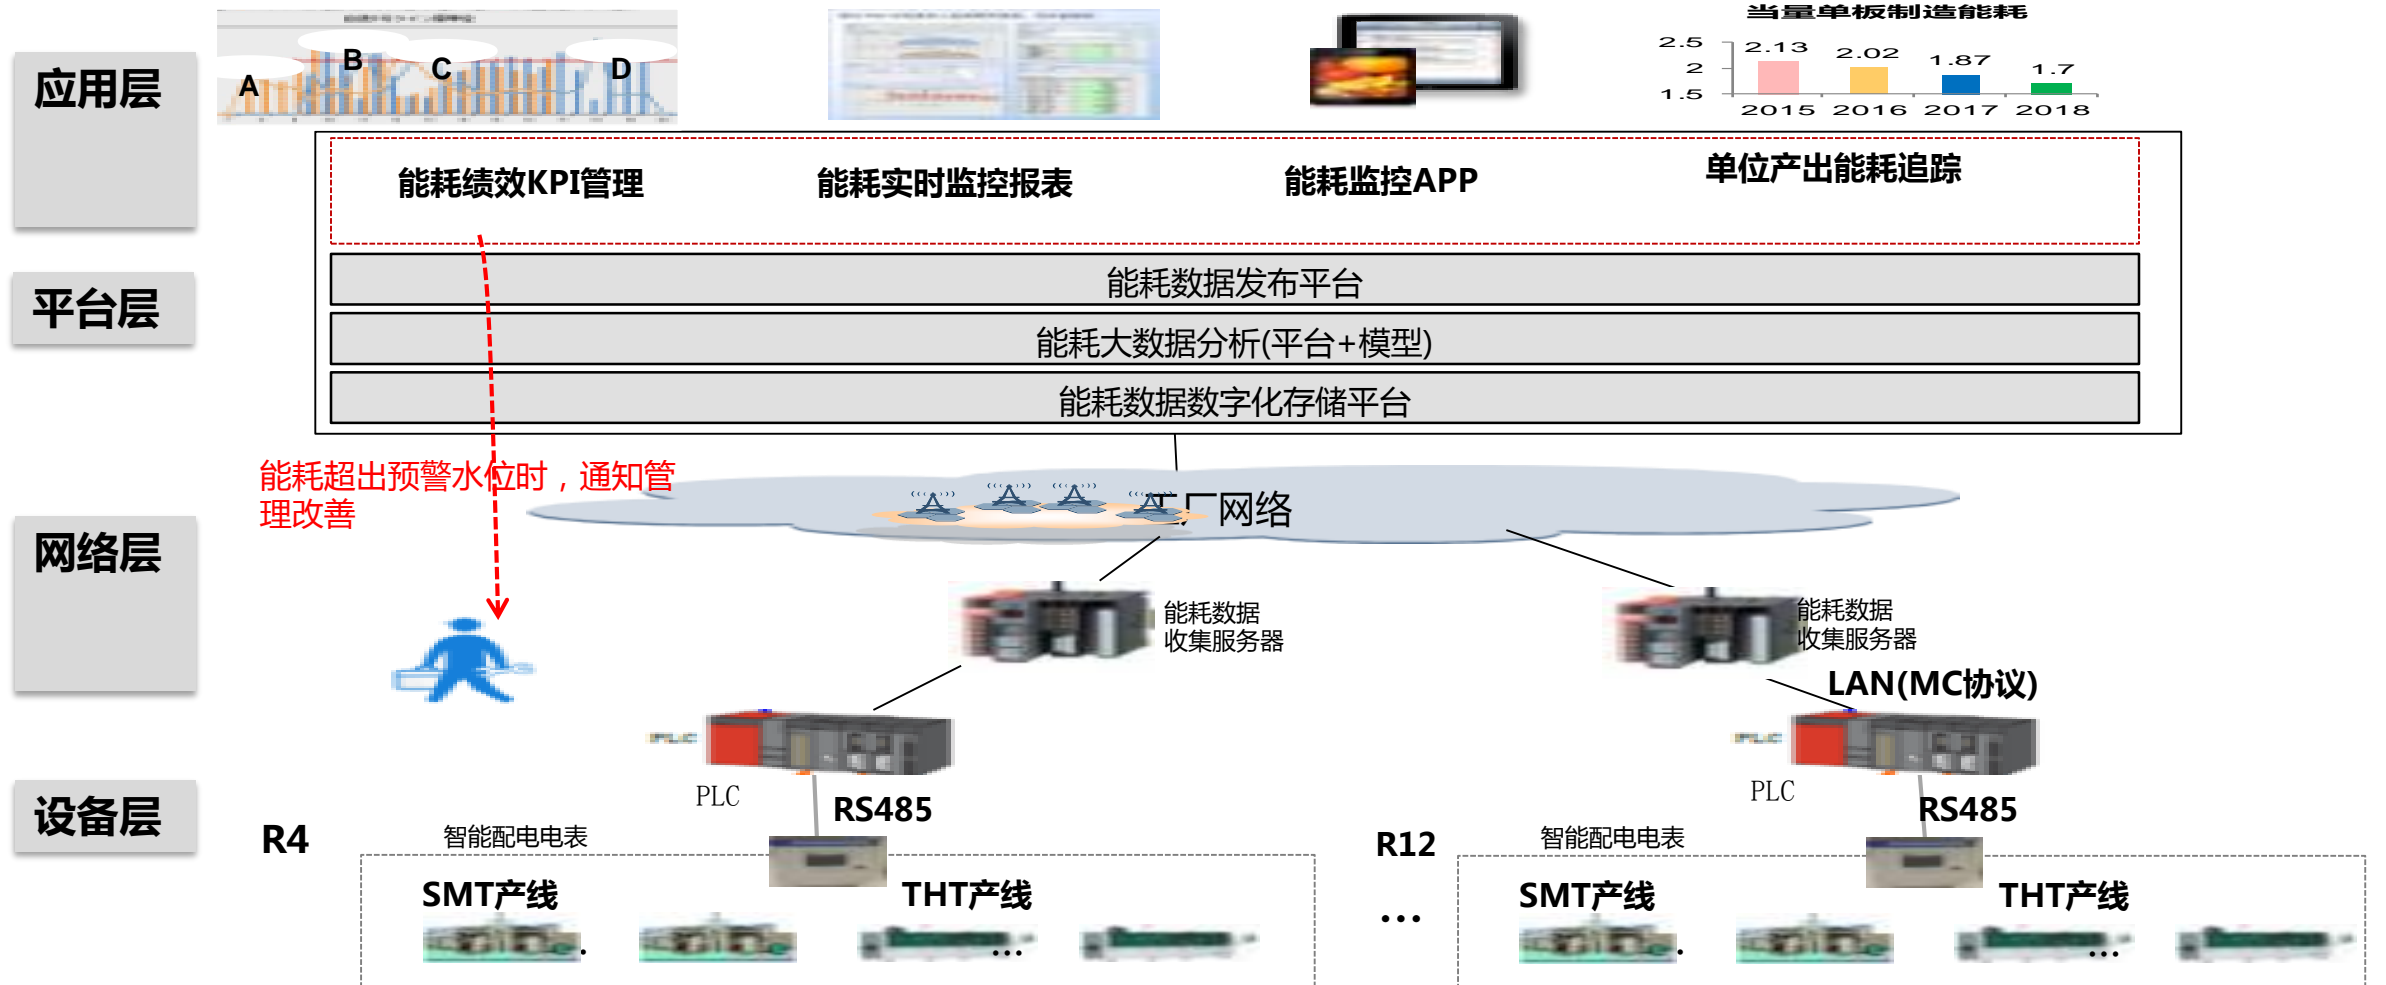 应用层
A
B
C
D
当量单板制造能耗
2.5
2
1.5
2.13
2.02
1.87
1.7
2015 2016 2017 2018
能耗绩效KPI管理
能耗实时监控报表
能耗监控APP
单位产出能耗追踪
平台层
能耗数据发布平台
能耗大数据分析(平台+模型)
能耗数据数字化存储平台
能耗超出预警水位时，通知管
理改善
网络层
工厂网络
能耗数据
收集服务器
能耗数据
收集服务器
LAN(MC协议)
PLC
PLC
PLC
PLC
设备层
RS485
RS485
R4
智能配电电表
R12
智能配电电表
SMT产线
THT产线
...
SMT产线
THT产线
...
...